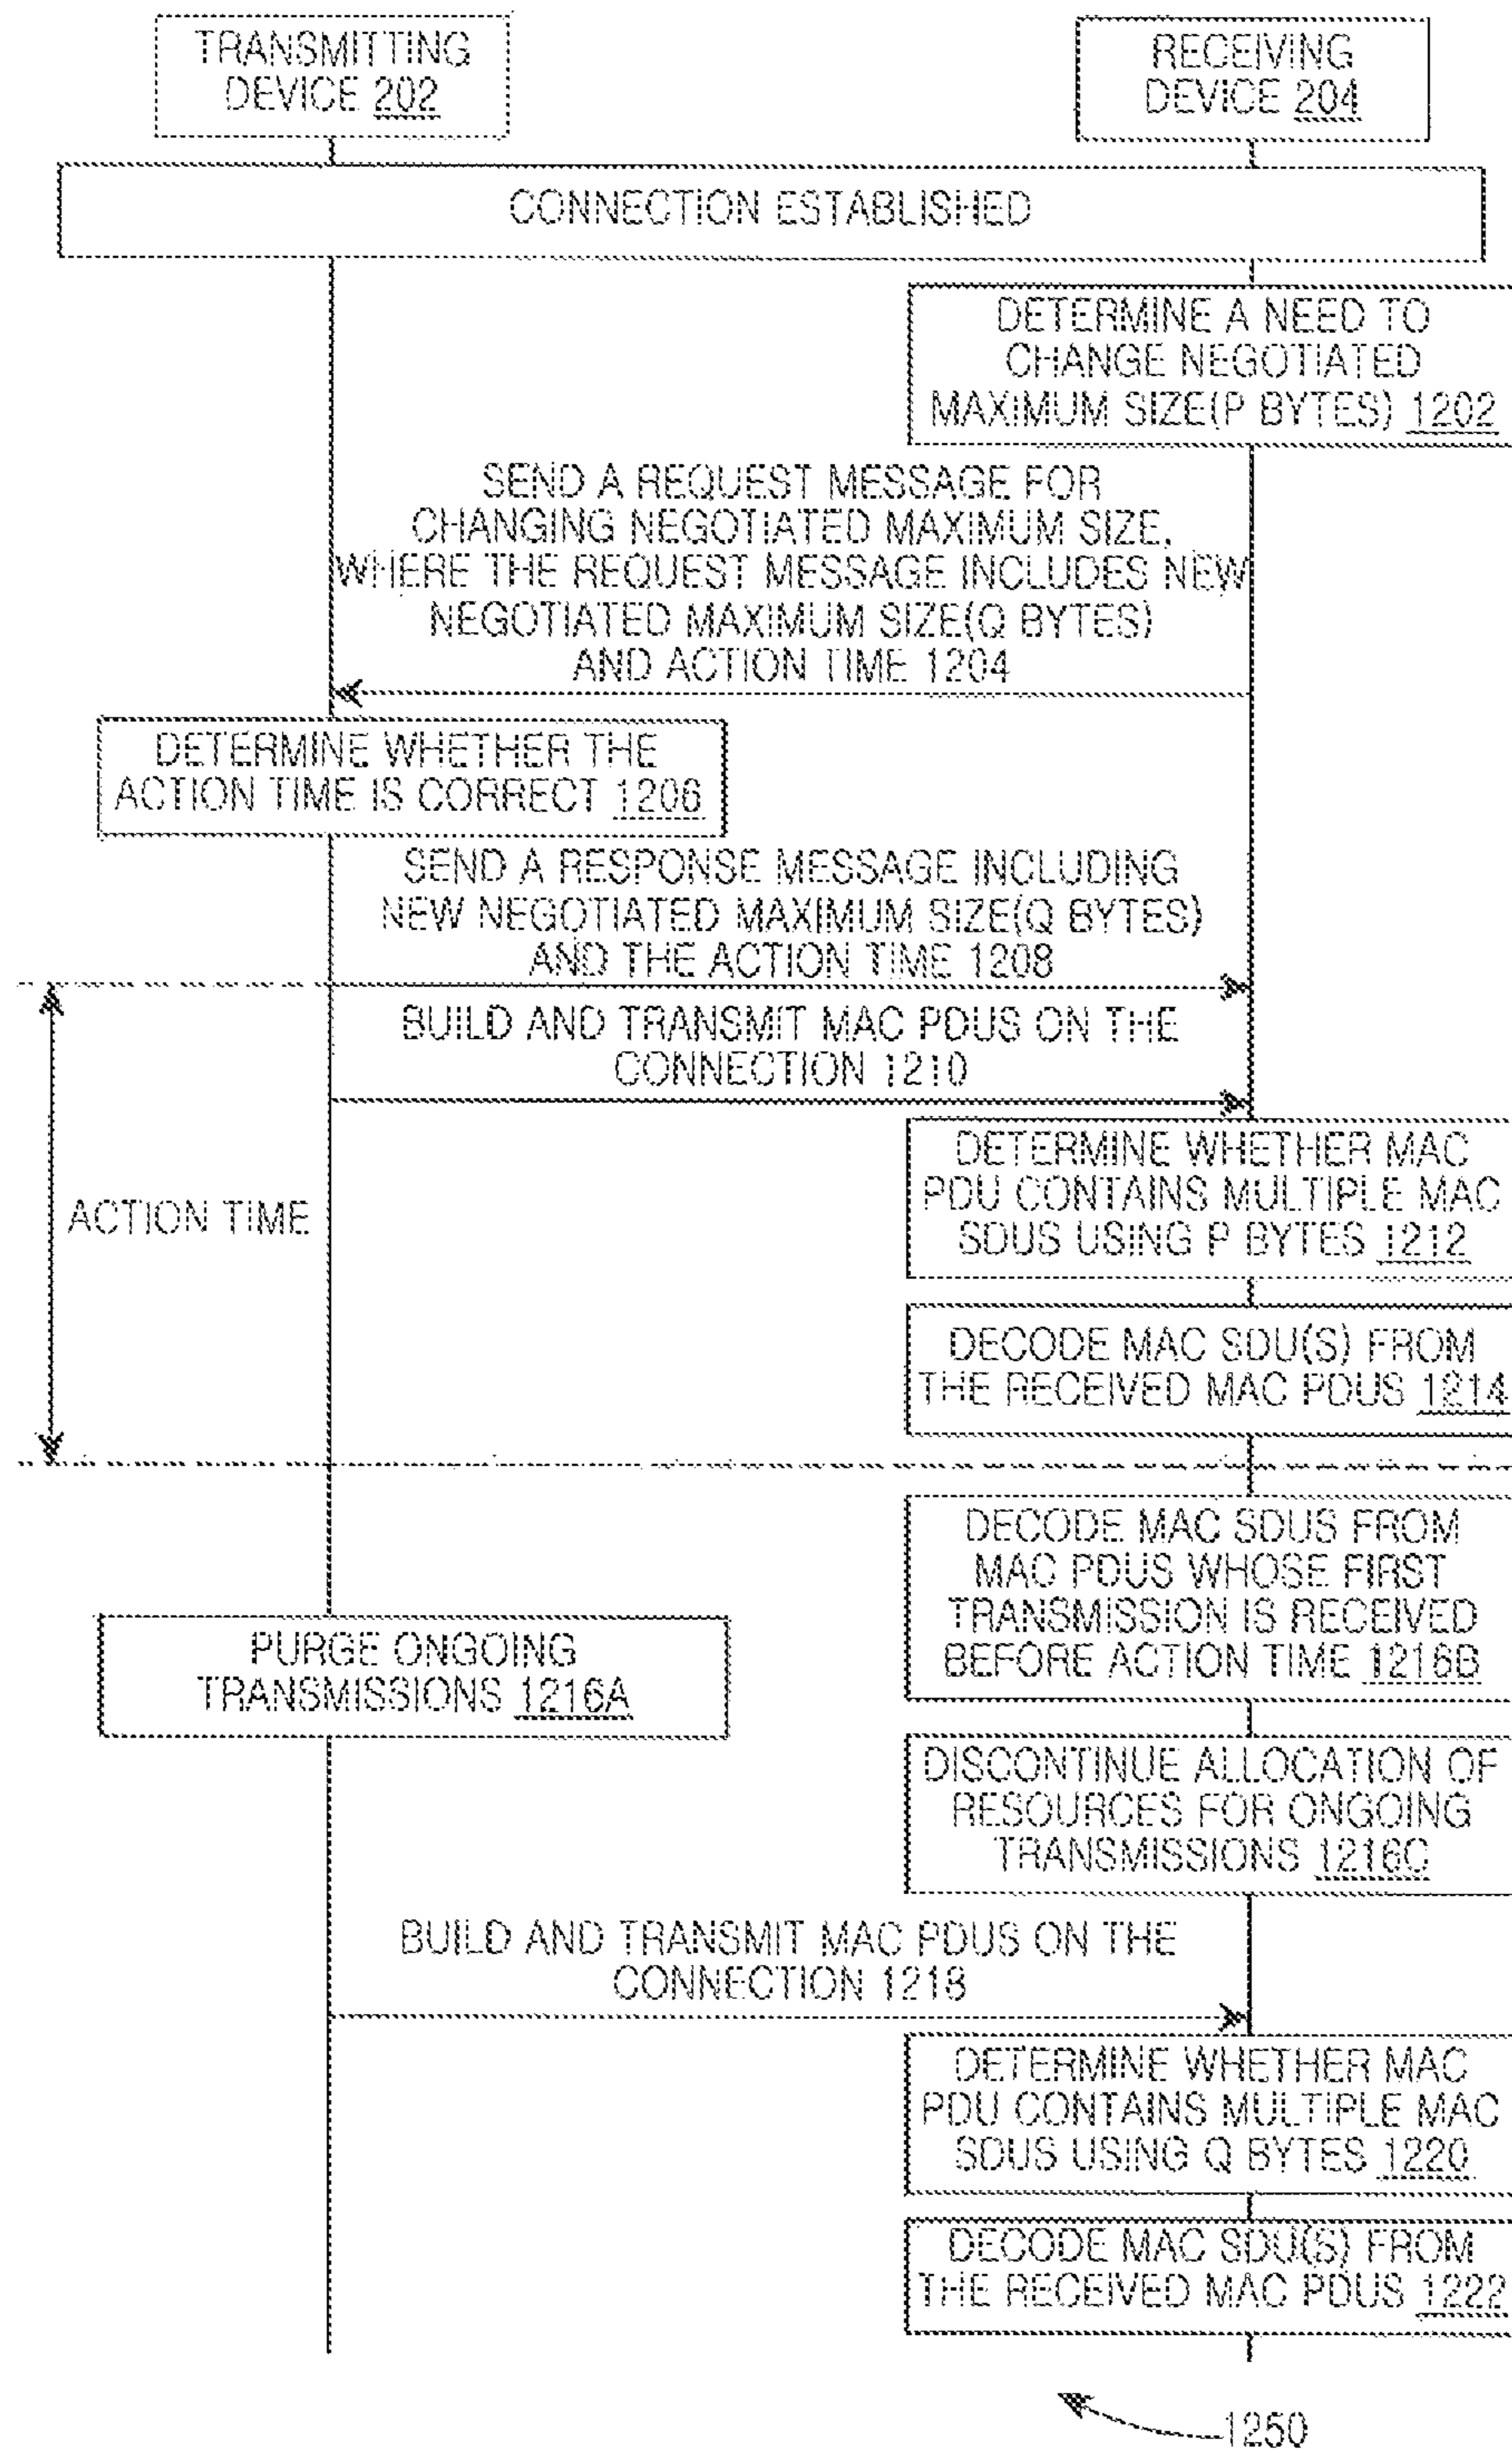 TRANSMITTING
DEVICE 202
RECEIVING
DEVICE 204
CONNECTION ESTABLISHED
DETERMINE A NEED TO
CHANGE NEGOTIATED
MAXIMUM SIZE(P BYTES) 1202
SEND A REQUEST MESSAGE FOR
CHANGING NEGOTIATED MAXIMUM SIZE,
WHERE THE REQUEST MESSAGE INCLUDES NEW
NEGOTIATED MAXIMUM SIZE(Q BYTES)
AND ACTION TIME 1204
DETERMINE WHETHER THE
ACTION TIME IS CORRECT 1206
SEND A RESPONSE MESSAGE INCLUDING
NEW NEGOTIATED MAXIMUM SIZE(Q BYTES)
AND THE ACTION TIME 1208
BUILD AND TRANSMIT MAC PDUS ON THE
CONNECTION 1210
DETERMINE WHETHER MAC
PDU CONTAINS MULTIPLE MAC
SDUS USING P BYTES 1212
ACTION TIME
DECODE MAC SDU(S) FROM
THE RECEIVED MAC PDUS 1214
DECODE MAC SDUS FROM
MAC PDUS WHOSE FIRST
TRANSMISSION IS RECEIVED
BEFORE ACTION TIME 1216B
PURGE ONGOING
TRANSMISSIONS 1216A
DISCONTINUE ALLOCATION OF
RESOURCES FOR ONGOING
TRANSMISSIONS 1216C
BUILD AND TRANSMIT MAC PDUS ON THE
CONNECTION 1218
DETERMINE WHETHER MAC
PDU CONTAINS MULTIPLE MAC
SDUS USING Q BYTES 1220
DECODE MAC SDU(S) FROM
THE RECEIVED MAC PDUS 1222
1250